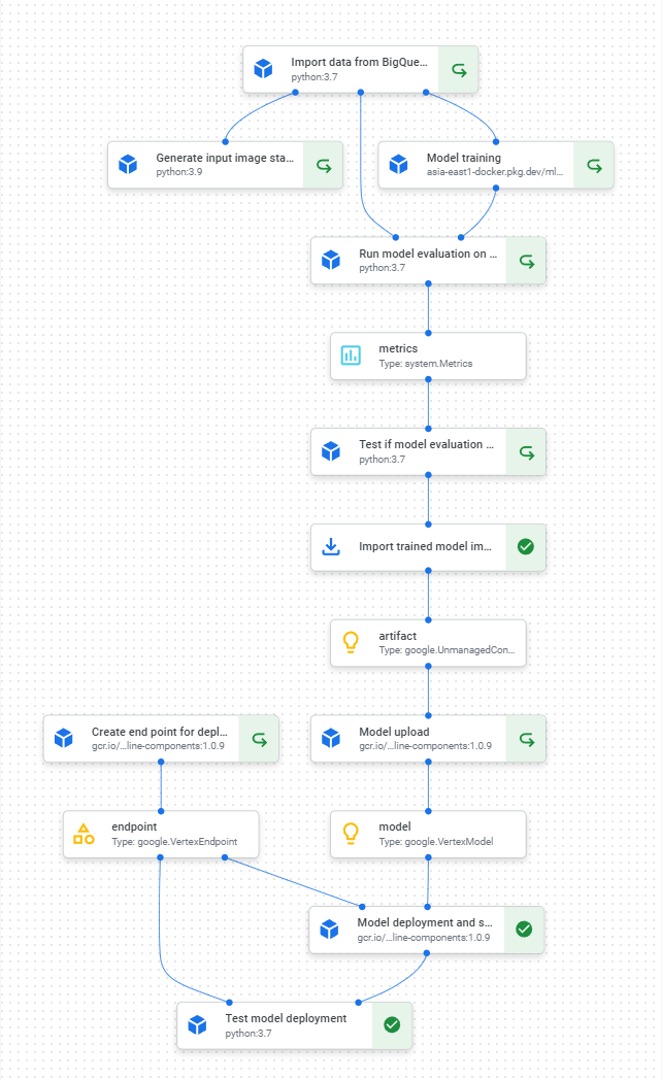 Import data from BigQue...
python:3.7
Generate input image sta...
python:3.9
Model training
asia-east1-docker.pkg.dev/ml...
Run model evaluation on ...
python:3.7
metrics
Type: system.Metrics
Test if model evaluation ...
python:3.7
Import trained model im...
artifact
Type: google.UnmanagedCon...
Create end point for depl...
gcr.io/...line-components:1.0.9
Model upload
gcr.io/...line-components:1.0.9
endpoint
Type: google.VertexEndpoint
model
Type: google.VertexModel
Model deployment and s...
gcr.io/...line-components:1.0.9
Test model deployment
python:3.7